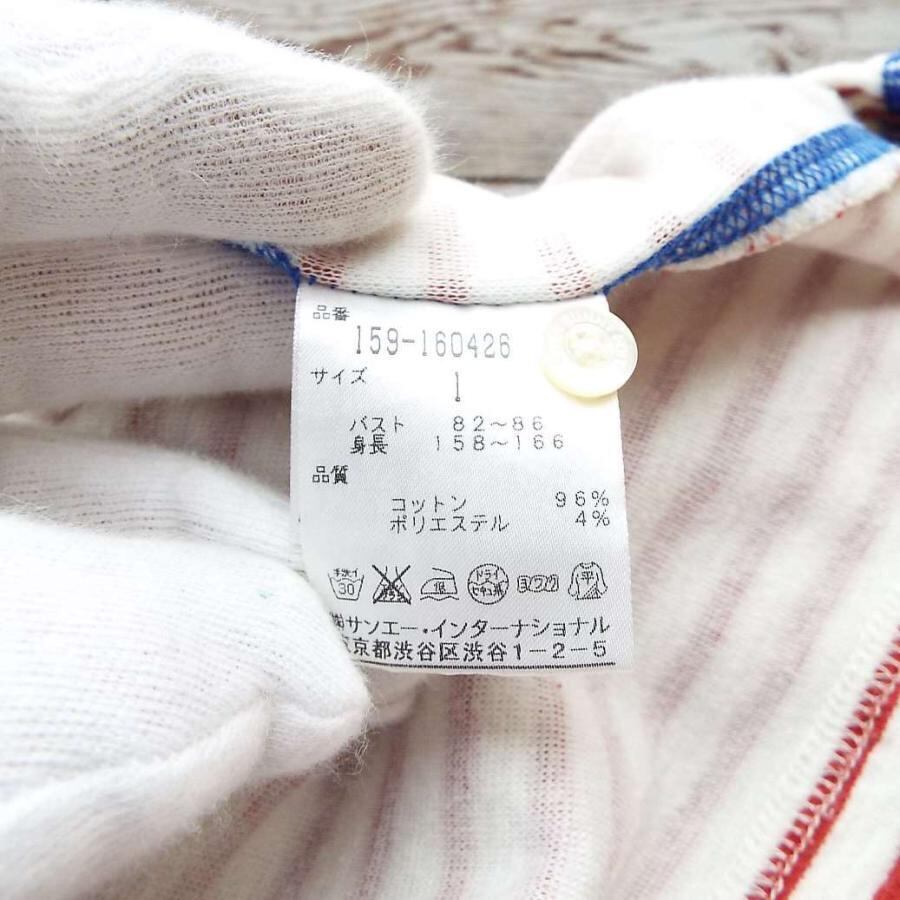 品番
159-160426
サイズ
1
バスト 82〜86
身長 158〜166
品質
コットン 96%
ポリエステル 4%
手洗イ 30 低 ドライ セキユ系 ヨワク 平
㈱サンエー・インターナショナル
京都渋谷区渋谷1-2-5